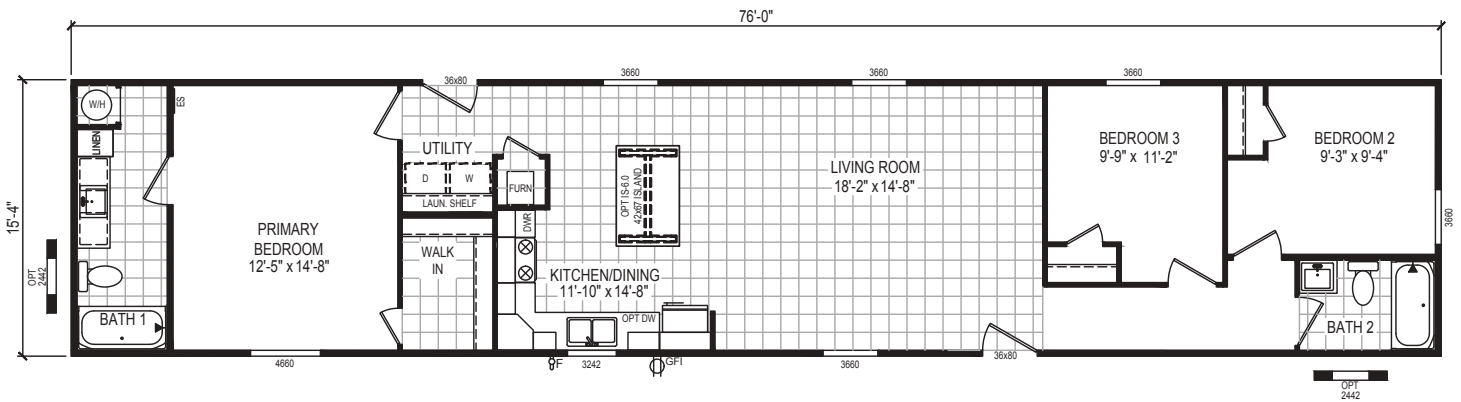 76'-0"
15'-4"
36x80
3660
3660
3660
W/H
ES
LINEN
UTILITY
D
W
LAUN. SHELF
FURN
DWR
OPT IS-6.0
42x67 ISLAND
LIVING ROOM
18'-2" x 14'-8"
BEDROOM 3
9'-9" x 11'-2"
BEDROOM 2
9'-3" x 9'-4"
3660
PRIMARY
BEDROOM
12'-5" x 14'-8"
WALK
IN
KITCHEN/DINING
11'-10" x 14'-8"
OPT DW
OPT
2442
BATH 1
BATH 2
4660
F
3242
GFI
3660
36x80
OPT
2442